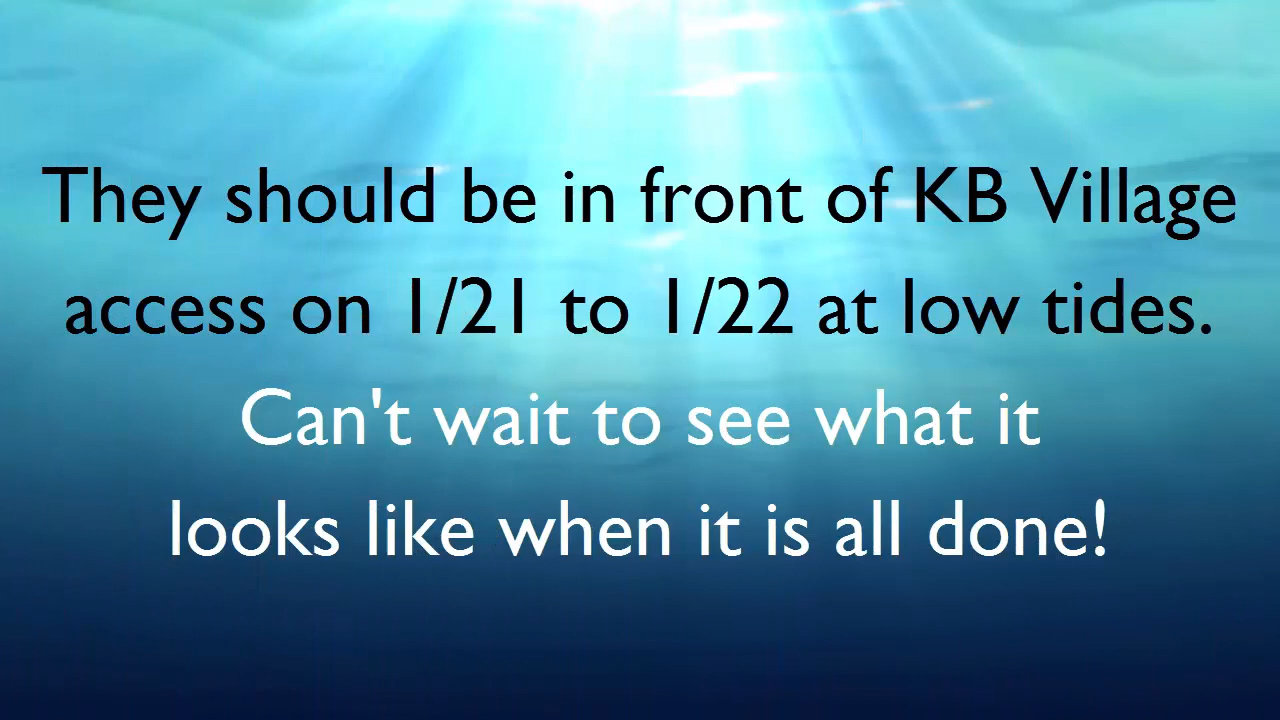 They should be in front of KB Village
access on 1/21 to 1/22 at low tides.
Can't wait to see what it
looks like when it is all done!